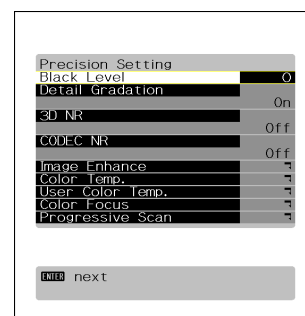 Precision Setting
Black Level 0
Detail Gradation
On
3D NR
Off
CODEC NR
Off
Image Enhance
Color Temp.
User Color Temp.
Color Focus
Progressive Scan
ENTER next